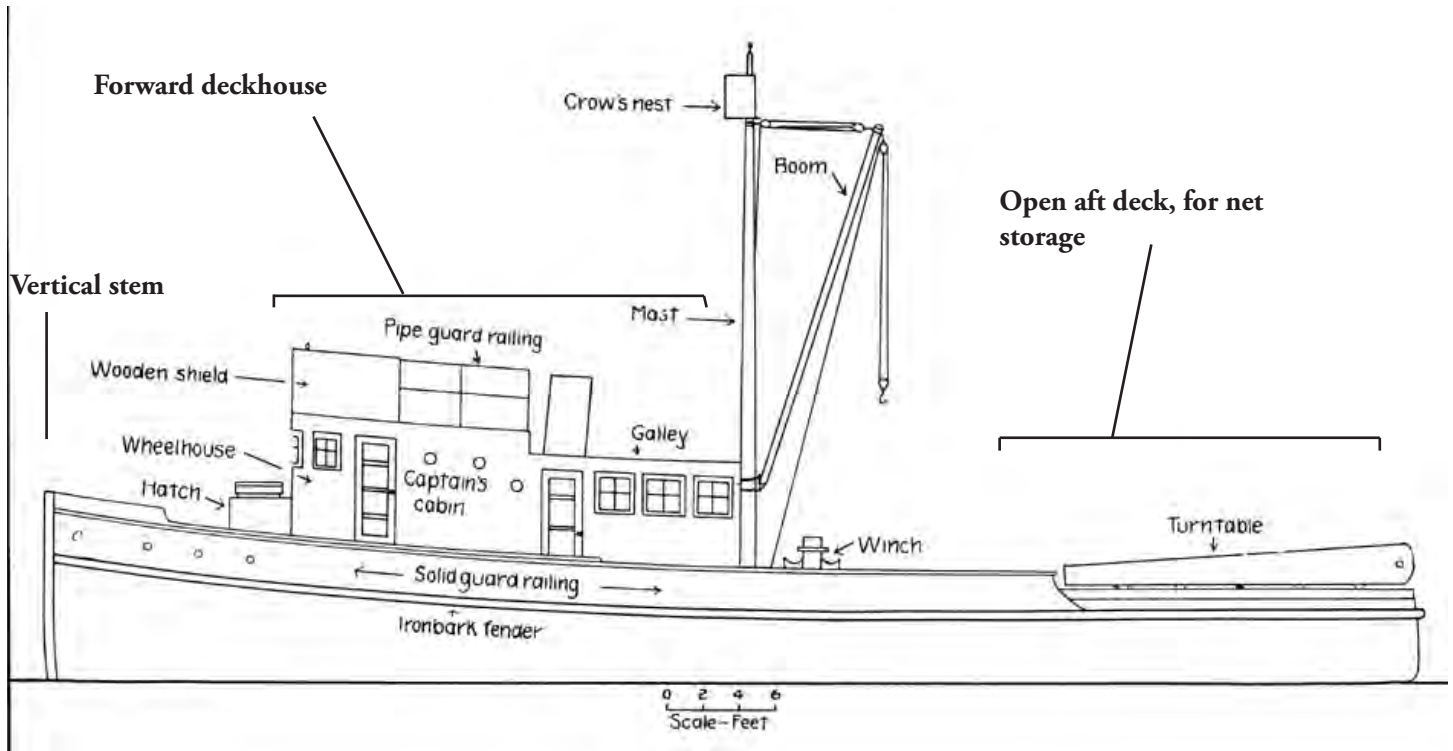 Forward deckhouse
Crow's nest
Boom
Open aft deck, for net
storage
Vertical stem
Mast
Pipe guard railing
Wooden shield
Galley
Wheelhouse
Captain's
cabin
Hatch
Turntable
Winch
Solid guard railing
Ironbark fender
0 2 4 6
Scale-Feet